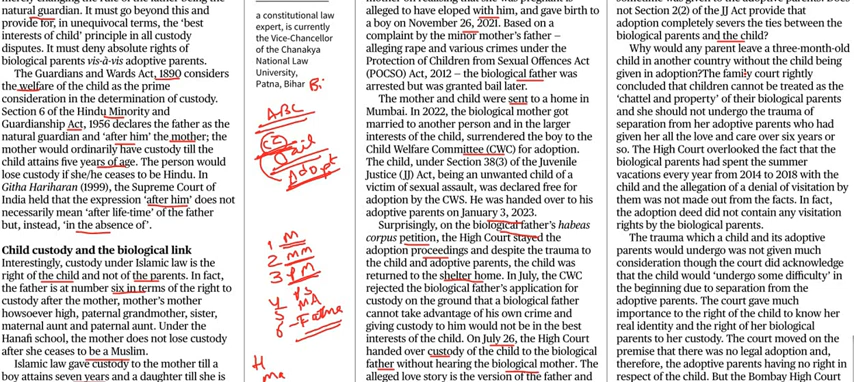 natural guardian. It must go beyond this and
provide for, in unequivocal terms, the 'best
interests of child' principle in all custody
disputes. It must deny absolute rights of
biological parents vis-à-vis adoptive parents.
The Guardians and Wards Act, 1890 considers
the welfare of the child as the prime
consideration in the determination of custody.
Section 6 of the Hindu Minority and
Guardianship Act, 1956 declares the father as the
natural guardian and 'after him' the mother; the
mother would ordinarily have custody till the
child attains five years of age. The person would
lose custody if she/he ceases to be Hindu. In
Githa Hariharan (1999), the Supreme Court of
India held that the expression 'after him' does not
necessarily mean 'after life-time' of the father
but, instead, 'in the absence of'.
Child custody and the biological link
Interestingly, custody under Islamic law is the
right of the child and not of the parents. In fact,
the father is at number six in terms of the right to
custody after the mother, mother's mother
howsoever high, paternal grandmother, sister,
maternal aunt and paternal aunt. Under the
Hanafi school, the mother does not lose custody
after she ceases to be a Muslim.
Islamic law gave custody to the mother till a
boy attains seven years and a daughter till she is
a constitutional law
expert, is currently
the Vice-Chancellor
of the Chanakya
National Law
University,
Patna, Bihar
Bi
ABC
Jail
Adopt
1 M
2 MM
3 PM
4
5 MA
6 - Father
H
alleged to have eloped with him, and gave birth to
a boy on November 26, 2021. Based on a
complaint by the minor mother's father –
alleging rape and various crimes under the
Protection of Children from Sexual Offences Act
(POCSO) Act, 2012 – the biological father was
arrested but was granted bail later.
The mother and child were sent to a home in
Mumbai. In 2022, the biological mother got
married to another person and in the larger
interests of the child, surrendered the boy to the
Child Welfare Committee (CWC) for adoption.
The child, under Section 38(3) of the Juvenile
Justice (JJ) Act, being an unwanted child of a
victim of sexual assault, was declared free for
adoption by the CWS. He was handed over to his
adoptive parents on January 3, 2023.
Surprisingly, on the biological father's habeas
corpus petition, the High Court stayed the
adoption proceedings and despite the trauma to
the child and adoptive parents, the child was
returned to the shelter home. In July, the CWC
rejected the biological father's application for
custody on the ground that a biological father
cannot take advantage of his own crime and
giving custody to him would not be in the best
interests of the child. On July 26, the High Court
handed over custody of the child to the biological
father without hearing the biological mother. The
alleged love story is the version of the father and
not Section 2(2) of the JJ Act provide that
adoption completely severs the ties between the
biological parents and the child?
Why would any parent leave a three-month-old
child in another country without the child being
given in adoption?The family court rightly
concluded that children cannot be treated as the
'chattel and property' of their biological parents
and she should not undergo the trauma of
separation from her adoptive parents who had
given her all the love and care over six years or
so. The High Court overlooked the fact that the
biological parents had spent the summer
vacations every year from 2014 to 2018 with the
child and the allegation of a denial of visitation by
them was not made out from the facts. In fact,
the adoption deed did not contain any visitation
rights by the biological parents.
The trauma which a child and its adoptive
parents would undergo was not given much
consideration though the court did acknowledge
that the child would 'undergo some difficulty' in
the beginning due to separation from the
adoptive parents. The court gave much
importance to the right of the child to know her
real identity and the right of her biological
parents to her custody. The court moved on the
premise that there was no legal adoption and,
therefore, the adoptive parents having no right in
respect of the child. But the Bombay High Court